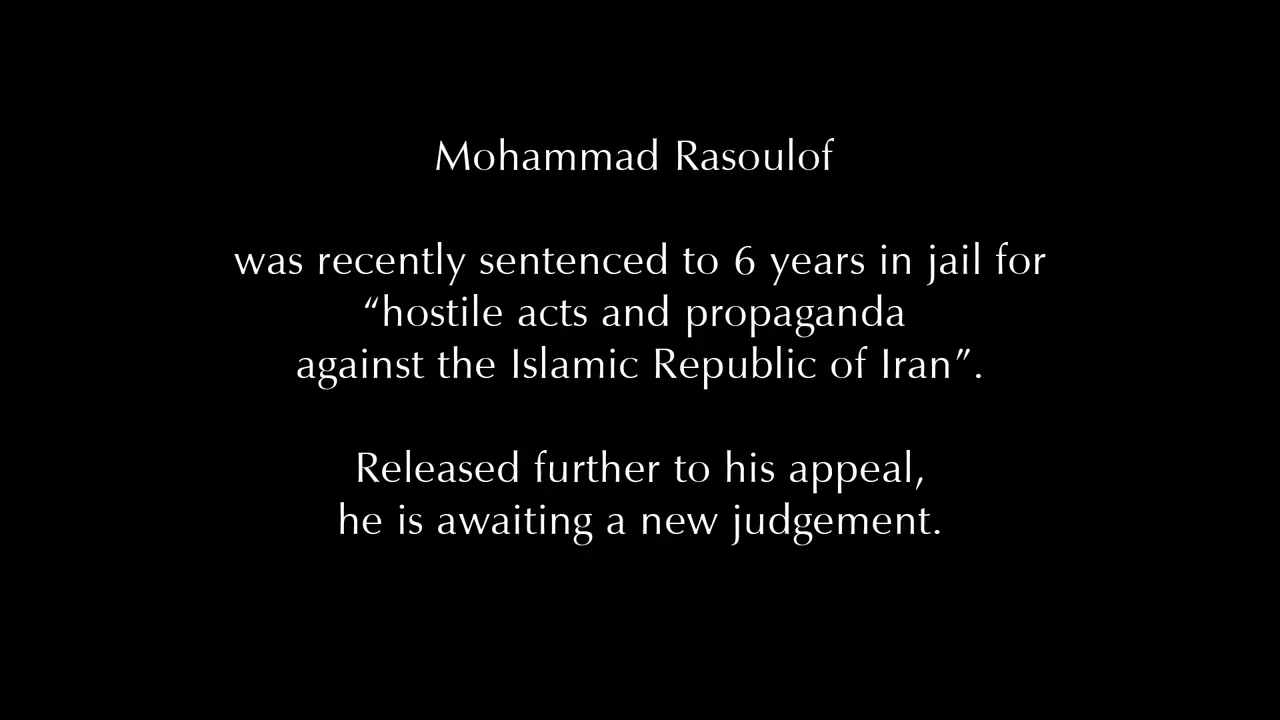 Mohammad Rasoulof
was recently sentenced to 6 years in jail for
“hostile acts and propaganda
against the Islamic Republic of Iran”.
Released further to his appeal,
he is awaiting a new judgement.